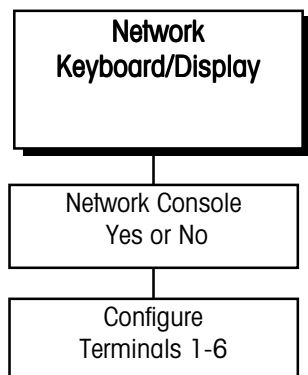 Network
Keyboard/Display
Network Console
Yes or No
Configure
Terminals 1-6